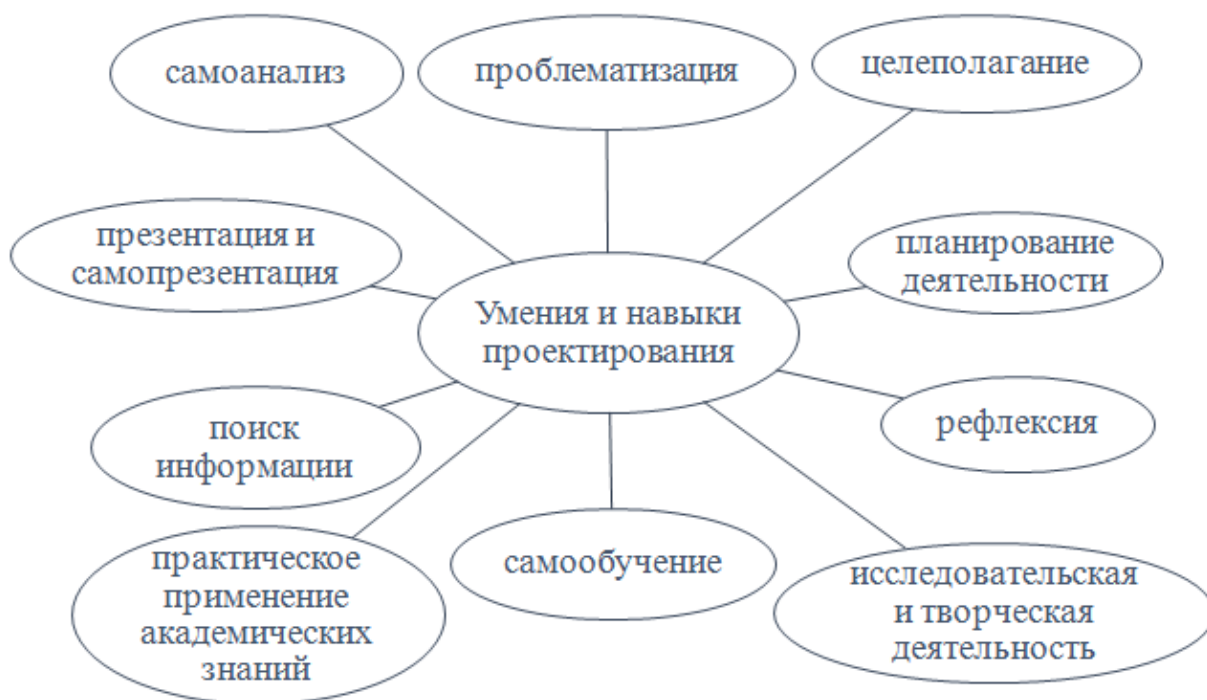 самоанализ
проблематизация
целеполагание
презентация и
самопрезентация
планирование
деятельности
Умения и навыки
проектирования
поиск
информации
рефлексия
практическое
применение
академических
знаний
самообучение
исследовательская
и творческая
деятельность